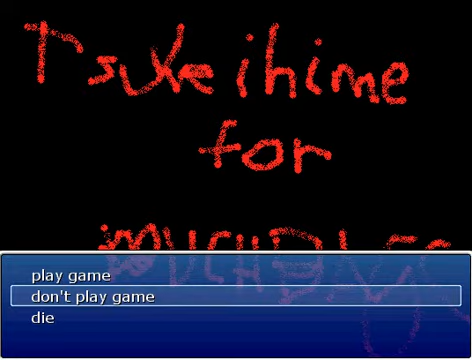 Tsukeihime
for
play game
don't play game
die